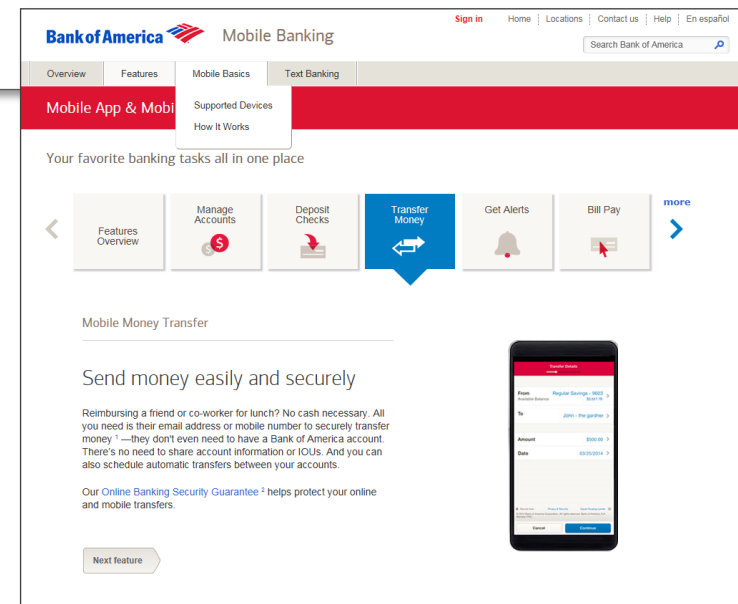 Sign in Home Locations Contact us Help En español
Bank of America Mobile Banking
Search Bank of America
Overview Features Mobile Basics Text Banking
Supported Devices
How It Works
Mobile App & Mobi
Your favorite banking tasks all in one place
Features Overview
Manage Accounts
Deposit Checks
Transfer Money
Get Alerts
Bill Pay
more
Mobile Money Transfer
Send money easily and securely
Reimbursing a friend or co-worker for lunch? No cash necessary. All
you need is their email address or mobile number to securely transfer
money 1 —they don't even need to have a Bank of America account.
There's no need to share account information or IOUs. And you can
also schedule automatic transfers between your accounts.
Our Online Banking Security Guarantee 2 helps protect your online
and mobile transfers.
Next feature
Transfer Details
From Regular Savings - 9603
Available Balance
To John - the gardner
Amount $500.00
Date 03/25/2014
Cancel Continue